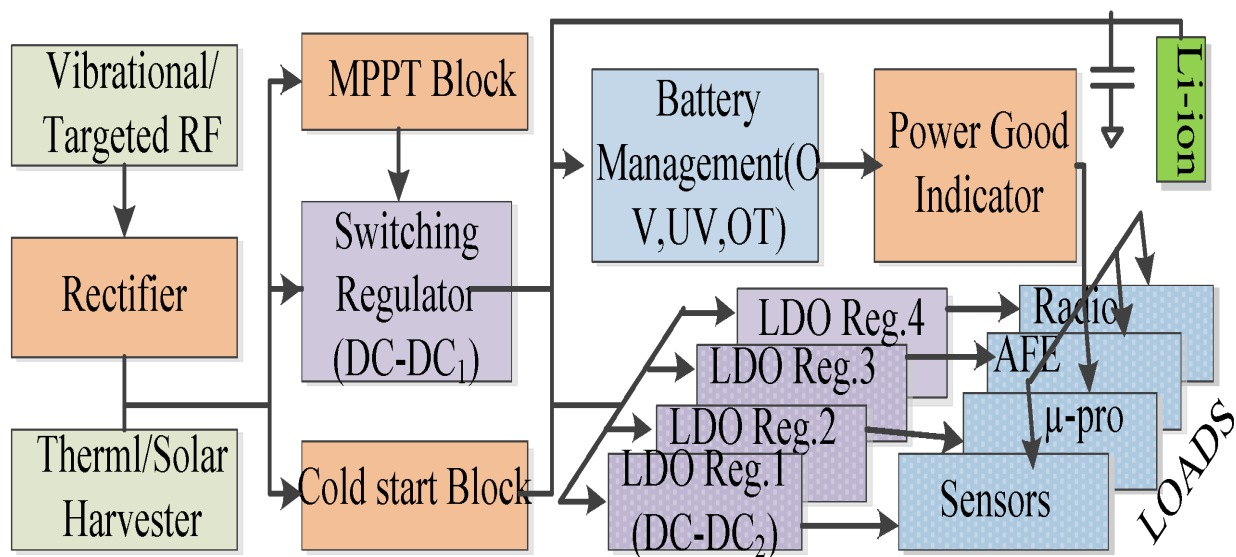 Vibrational/
Targeted RF
Rectifier
Therml/Solar
Harvester
MPPT Block
Switching
Regulator
(DC-DC₁)
Cold start Block
Battery
Management(O
V,UV,OT)
Power Good
Indicator
Li-ion
LDO Reg.4
LDO Reg.3
LDO Reg.2
LDO Reg.1
(DC-DC₂)
Radio
AFE
μ-pro
Sensors
LOADS